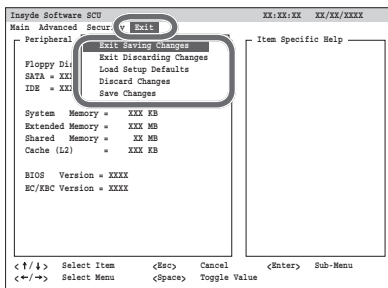 Insyde Software SCU XX:XX:XX XX/XX/XXXX
Main Advanced Secur y Exit
Peripheral Item Specific Help
Exit Saving Changes
Exit Discarding Changes
Floppy Di
Load Setup Defaults
SATA = XX
Discard Changes
IDE = XX
Save Changes
System Memory = XXX KB
Extended Memory = XXX MB
Shared Memory = XX MB
Cache (L2) = XXX KB
BIOS Version = XXXX
EC/KBC Version = XXXX
<↑/↓> Select Item <Esc> Cancel <Enter> Sub-Menu
<←/→> Select Menu <Space> Toggle Value